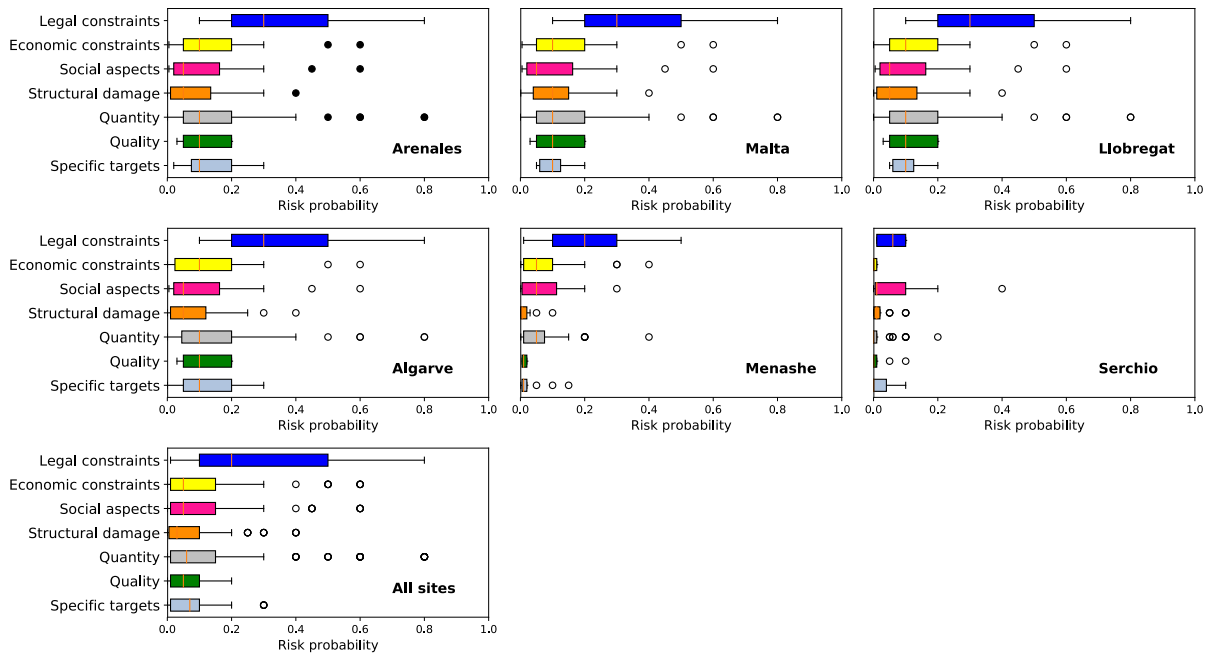 Legal constraints
Economic constraints
Social aspects
Structural damage
Quantity
Quality
Specific targets
Arenales
0.0 0.2 0.4 0.6 0.8 1.0
Risk probability
Malta
0.0 0.2 0.4 0.6 0.8 1.0
Risk probability
Llobregat
0.0 0.2 0.4 0.6 0.8 1.0
Risk probability
Legal constraints
Economic constraints
Social aspects
Structural damage
Quantity
Quality
Specific targets
Algarve
0.0 0.2 0.4 0.6 0.8 1.0
Risk probability
Menashe
0.0 0.2 0.4 0.6 0.8 1.0
Risk probability
Serchio
0.0 0.2 0.4 0.6 0.8 1.0
Risk probability
Legal constraints
Economic constraints
Social aspects
Structural damage
Quantity
Quality
Specific targets
All sites
0.0 0.2 0.4 0.6 0.8 1.0
Risk probability